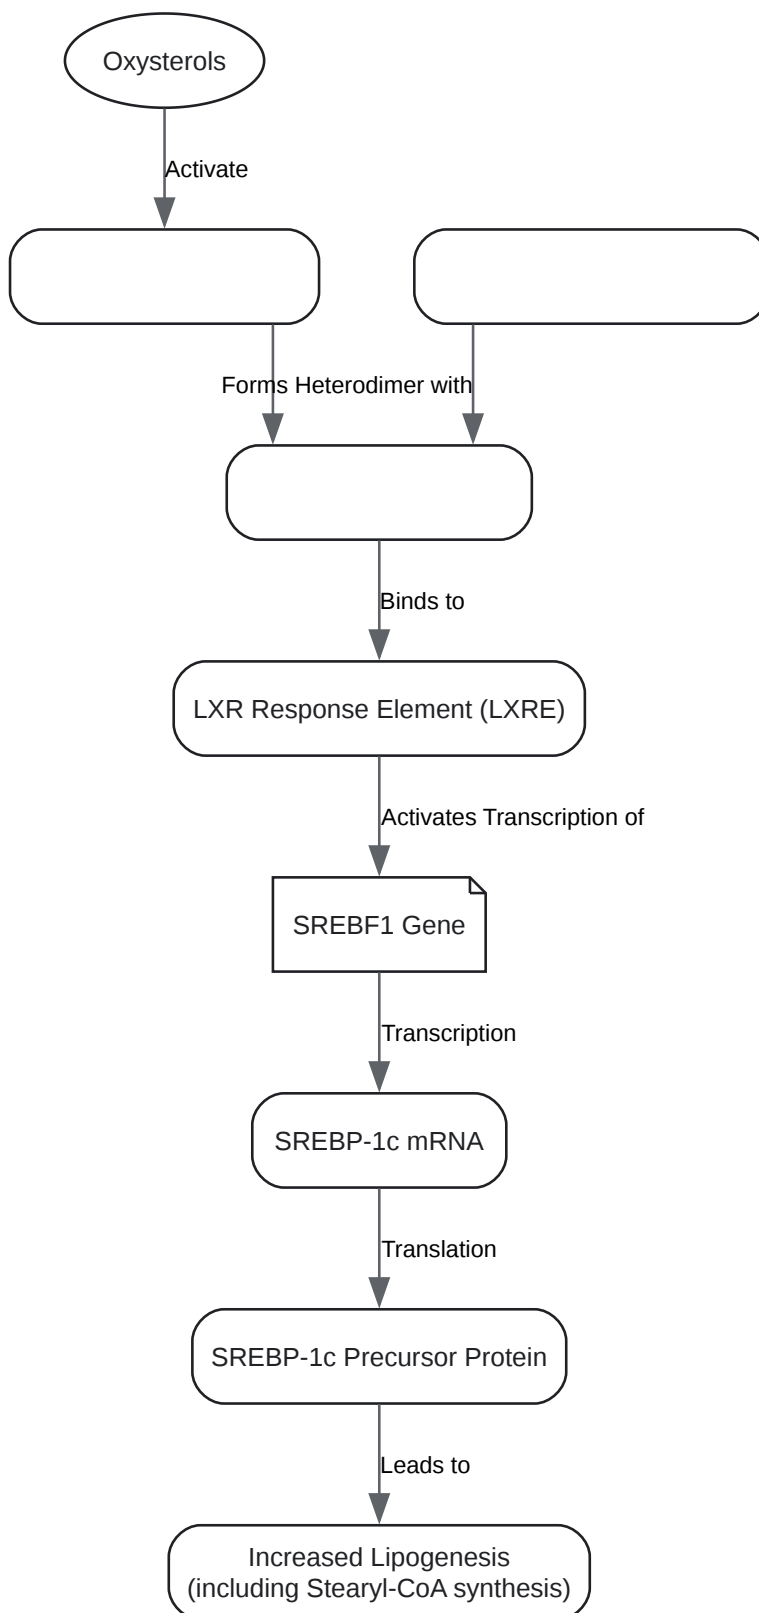 Oxysterols
Activate
Forms Heterodimer with
Binds to
LXR Response Element (LXRE)
Activates Transcription of
SREBF1 Gene
Transcription
SREBP-1c mRNA
Translation
SREBP-1c Precursor Protein
Leads to
Increased Lipogenesis
(including Stearyl-CoA synthesis)